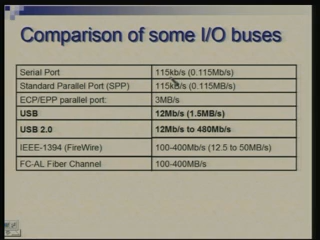 Comparison of some I/O buses
Serial Port 115kb/s (0.115Mb/s)
Standard Parallel Port (SPP) 115kB/s (0.115MB/s)
ECP/EPP parallel port: 3MB/s
USB 12Mb/s (1.5MB/s)
USB 2.0 12Mb/s to 480Mb/s
IEEE-1394 (FireWire) 100-400Mb/s (12.5 to 50MB/s)
FC-AL Fiber Channel 100-400MB/s